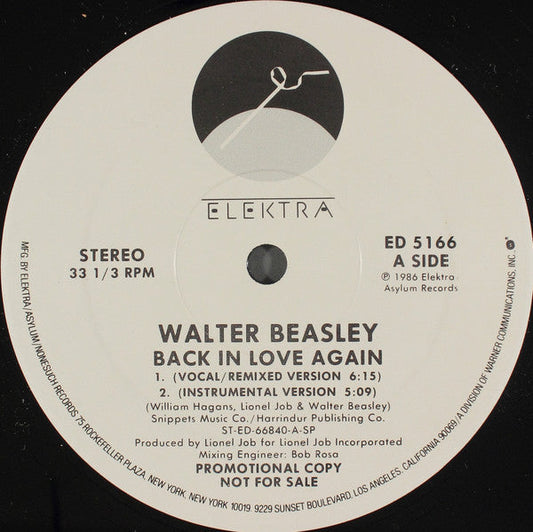 ELEKTRA
STEREO
33 1/3 RPM
ED 5166
A SIDE
℗ 1986 Elektra
Asylum Records
WALTER BEASLEY
BACK IN LOVE AGAIN
1. (VOCAL/REMIXED VERSION 6:15)
2. (INSTRUMENTAL VERSION 5:09)
(William Hagans, Lionel Job & Walter Beasley)
Snippets Music Co./Harrindur Publishing Co.
ST-ED-66840-A-SP
Produced by Lionel Job for Lionel Job Incorporated
Mixing Engineer: Bob Rosa
PROMOTIONAL COPY
NOT FOR SALE
MFG. BY ELEKTRA/ASYLUM/NONESUCH RECORDS 75 ROCKEFELLER PLAZA, NEW YORK, NEW YORK 10019. 9229 SUNSET BOULEVARD, LOS ANGELES, CALIFORNIA 90069/A DIVISION OF WARNER COMMUNICATIONS, INC.